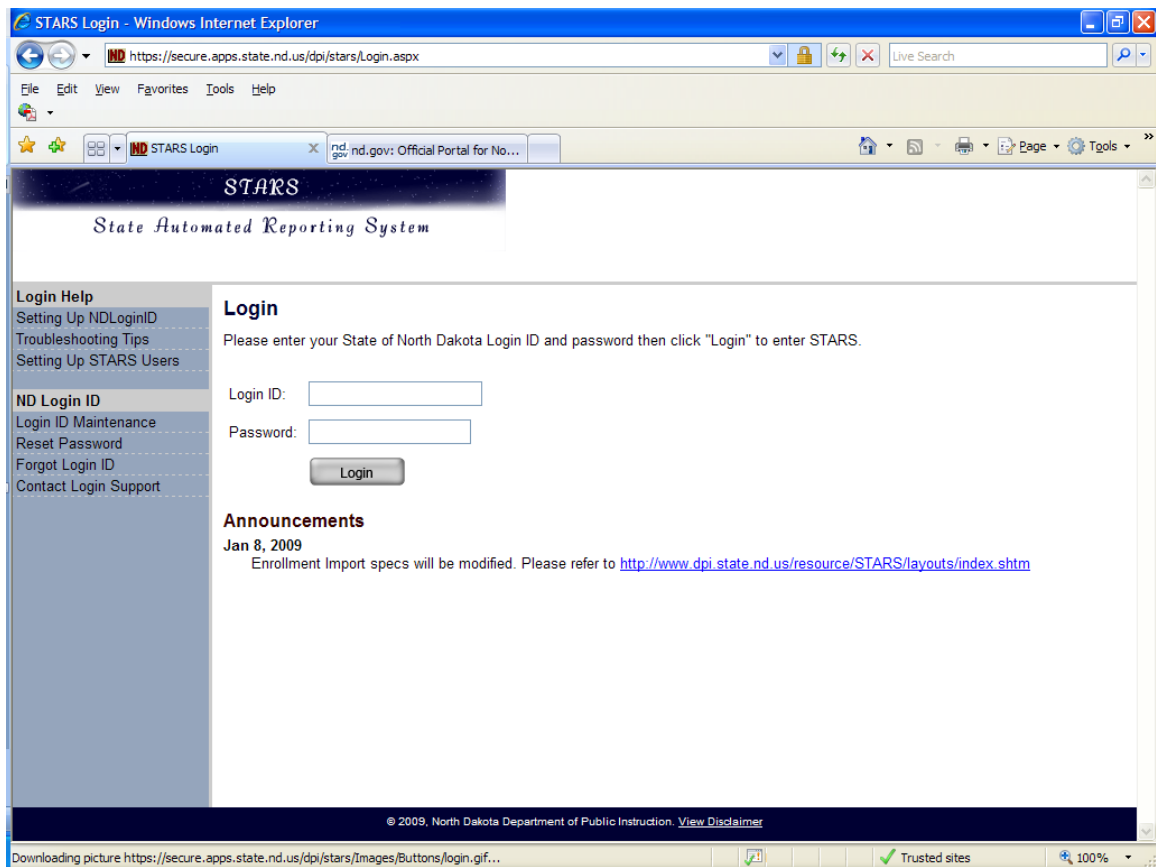 STARS Login - Windows Internet Explorer
ND https://secure.apps.state.nd.us/dpi/stars/Login.aspx
Live Search
File Edit View Favorites Tools Help
ND STARS Login
nd.gov nd.gov: Official Portal for No...
Page Tools »
STARS
State Automated Reporting System
Login Help
Setting Up NDLoginID
Troubleshooting Tips
Setting Up STARS Users
ND Login ID
Login ID Maintenance
Reset Password
Forgot Login ID
Contact Login Support
Login
Please enter your State of North Dakota Login ID and password then click "Login" to enter STARS.
Login ID:
Password:
Login
Announcements
Jan 8, 2009
Enrollment Import specs will be modified. Please refer to http://www.dpi.state.nd.us/resource/STARS/layouts/index.shtm
© 2009, North Dakota Department of Public Instruction. View Disclaimer
Downloading picture https://secure.apps.state.nd.us/dpi/stars/Images/Buttons/login.gif...
Trusted sites
100%